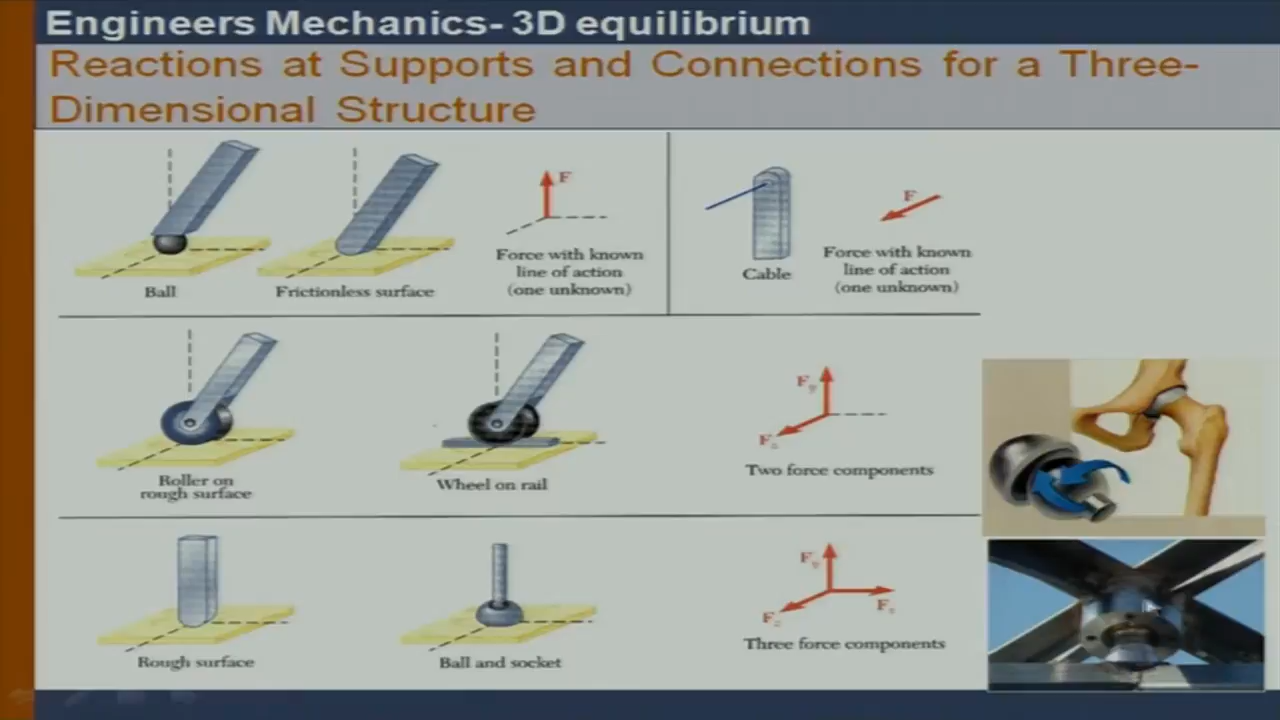 Engineers Mechanics- 3D equilibrium
Reactions at Supports and Connections for a Three-
Dimensional Structure
F
Force with known
line of action
(one unknown)
Ball
Frictionless surface
F
Force with known
line of action
(one unknown)
Cable
Roller on
rough surface
Wheel on rail
Fy
Fz
Two force components
Rough surface
Ball and socket
Fy
Fz
Fx
Three force components